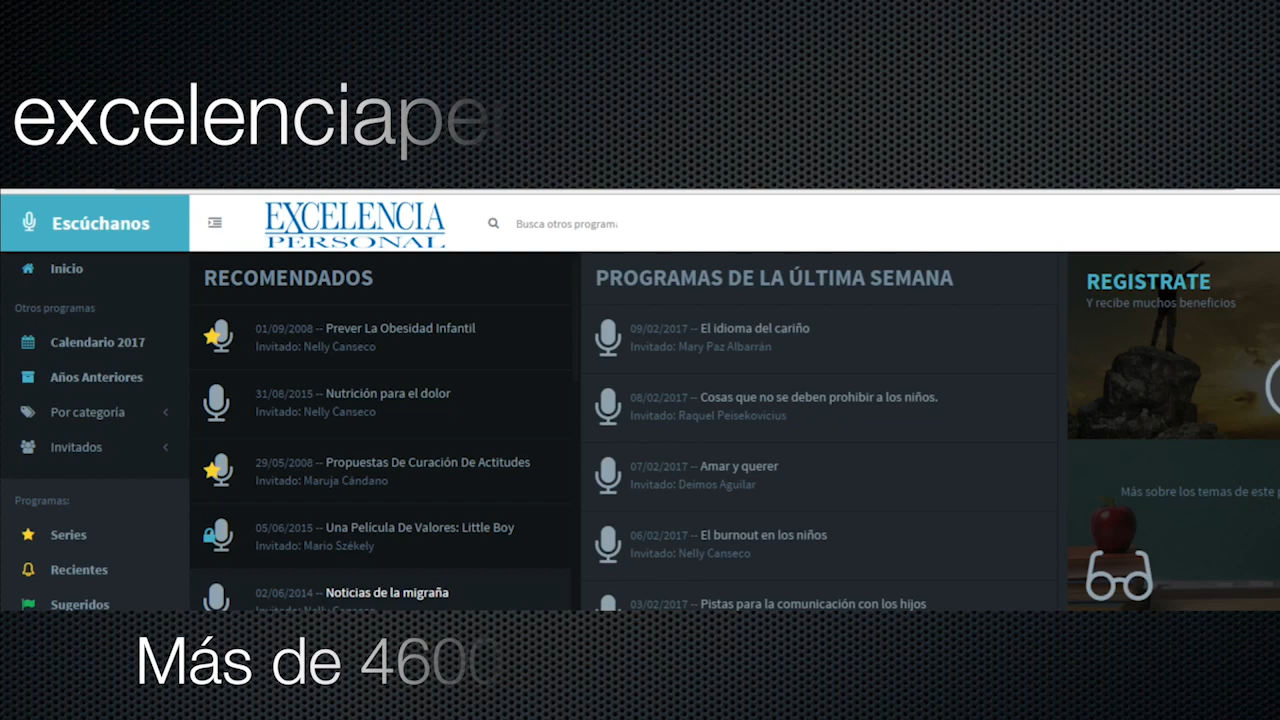 excelenciape
Escúchanos
EXCELENCIA
PERSONAL
Busca otros programa
Inicio
Otros programas
Calendario 2017
Años Anteriores
Por categoría
Invitados
Programas:
Series
Recientes
Sugeridos
RECOMENDADOS
01/09/2008 -- Prever La Obesidad Infantil
Invitado: Nelly Canseco
31/08/2015 -- Nutrición para el dolor
Invitado: Nelly Canseco
29/05/2008 -- Propuestas De Curación De Actitudes
Invitado: Maruja Cándano
05/06/2015 -- Una Película De Valores: Little Boy
Invitado: Mario Székely
02/06/2014 -- Noticias de la migraña
Invitado: Nelly Canseco
PROGRAMAS DE LA ÚLTIMA SEMANA
09/02/2017 -- El idioma del cariño
Invitado: Mary Paz Albarrán
08/02/2017 -- Cosas que no se deben prohibir a los niños.
Invitado: Raquel Peisekovicius
07/02/2017 -- Amar y querer
Invitado: Deimos Aguilar
06/02/2017 -- El burnout en los niños
Invitado: Nelly Canseco
03/02/2017 -- Pistas para la comunicación con los hijos
REGISTRATE
Y recibe muchos beneficios
Más sobre los temas de este
Más de 4600